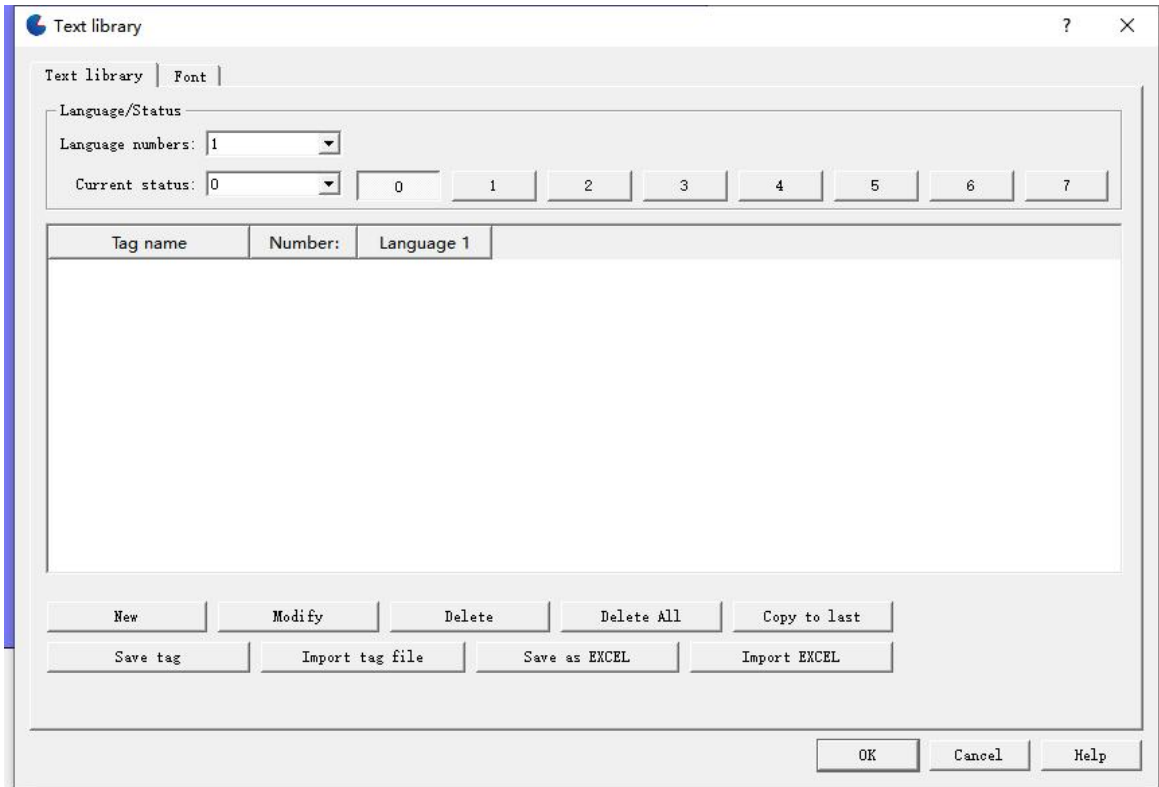 Text library
Text library Font
Language/Status
Language numbers: 1
Current status: 0 0 1 2 3 4 5 6 7
Tag name Number: Language 1
New Modify Delete Delete All Copy to last
Save tag Import tag file Save as EXCEL Import EXCEL
OK Cancel Help